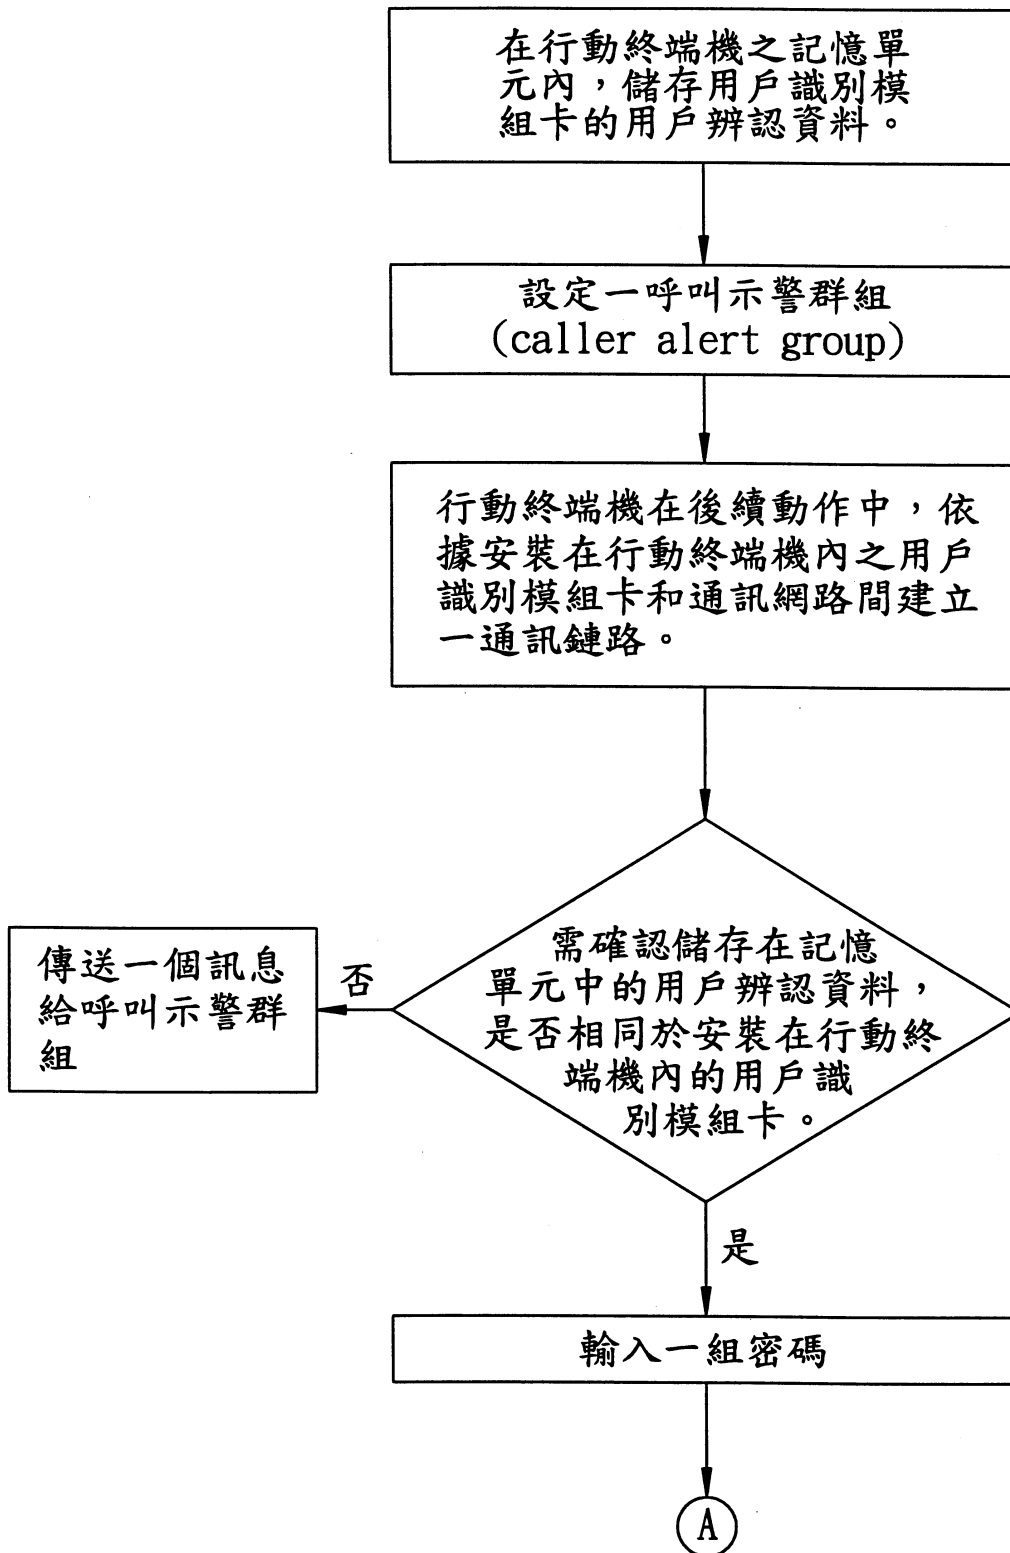 在行動終端機之記憶單
元內，儲存用戶識別模
組卡的用戶辨認資料。
設定一呼叫示警群組
(caller alert group)
行動終端機在後續動作中，依
據安裝在行動終端機內之用戶
識別模組卡和通訊網路間建立
一通訊鏈路。
需確認儲存在記憶
單元中的用戶辨認資料，
是否相同於安裝在行動終
端機內的用戶識
別模組卡。
否
傳送一個訊息
給呼叫示警群
組
是
輸入一組密碼
A